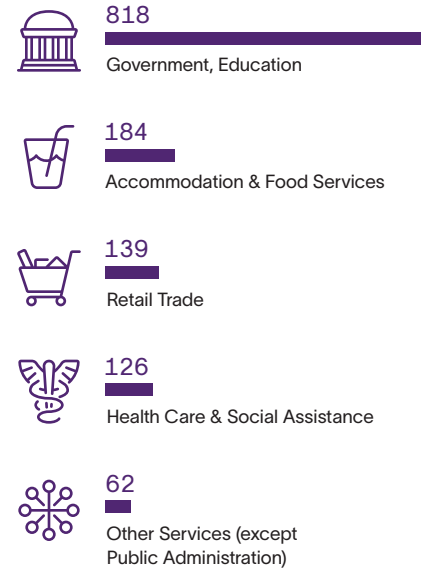 818
Government, Education
184
Accommodation & Food Services
139
Retail Trade
126
Health Care & Social Assistance
62
Other Services (except
Public Administration)